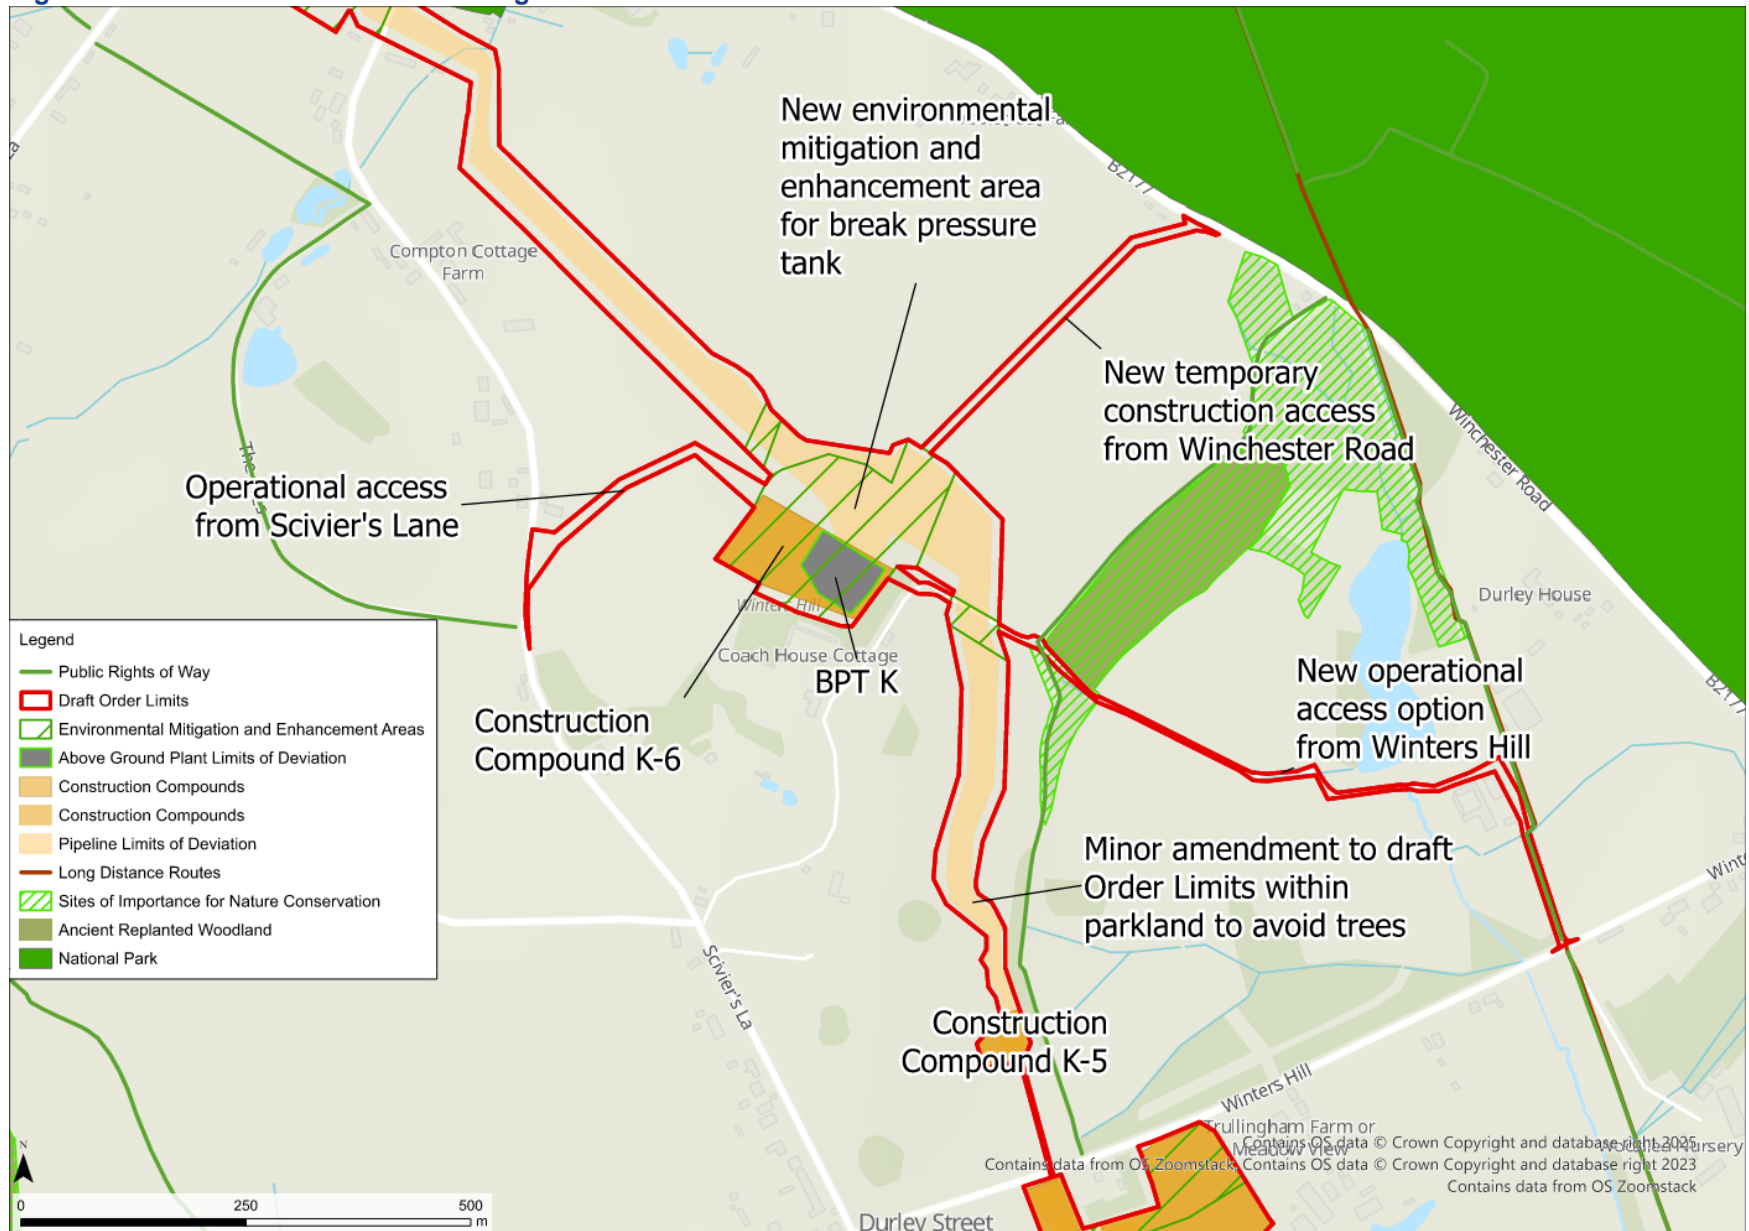 New environmental
mitigation and
enhancement area
for break pressure
tank
B2177
Compton Cottage
Farm
New temporary
construction access
from Winchester Road
Winchester Road
Operational access
from Scivier's Lane
Durley House
Winters Hill
Coach House Cottage
BPT K
New operational
access option
from Winters Hill
B2177
Construction
Compound K-6
Legend
Public Rights of Way
Draft Order Limits
Environmental Mitigation and Enhancement Areas
Above Ground Plant Limits of Deviation
Construction Compounds
Construction Compounds
Pipeline Limits of Deviation
Long Distance Routes
Sites of Importance for Nature Conservation
Ancient Replanted Woodland
National Park
Minor amendment to draft
Order Limits within
parkland to avoid trees
Scivier's La
Construction
Compound K-5
Winters Hill
Trullingham Farm or
Meadow View
Contains OS data © Crown Copyright and database right 2025
Contains data from OS Zoomstack, Contains OS data © Crown Copyright and database right 2023
Contains data from OS Zoomstack
N
0 250 500
m
Durley Street